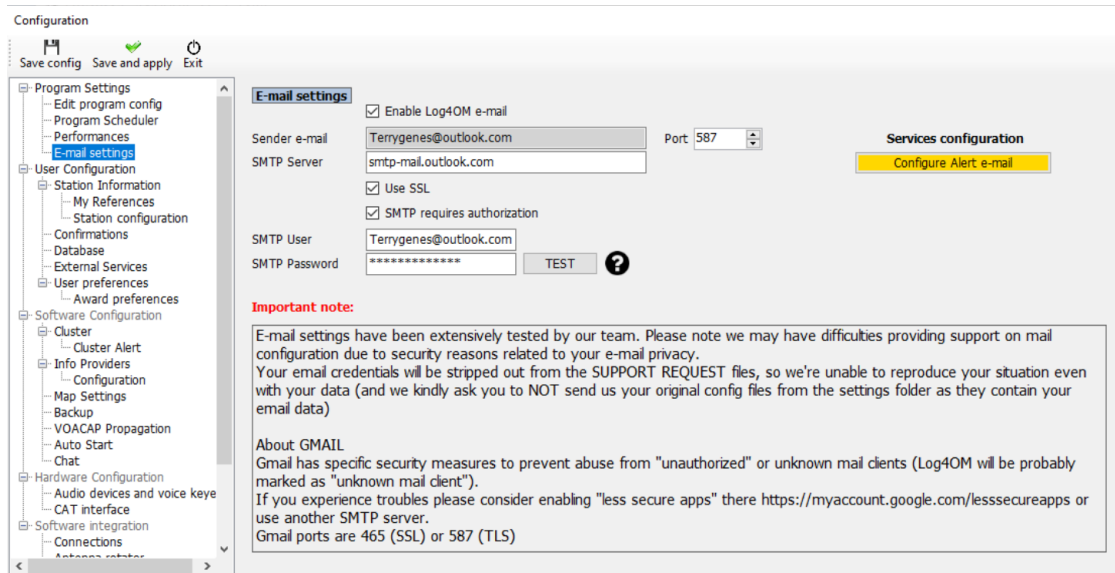 Configuration
Save config Save and apply Exit
Program Settings
Edit program config
Program Scheduler
Performances
E-mail settings
User Configuration
Station Information
My References
Station configuration
Confirmations
Database
External Services
User preferences
Award preferences
Software Configuration
Cluster
Cluster Alert
Info Providers
Configuration
Map Settings
Backup
VOACAP Propagation
Auto Start
Chat
Hardware Configuration
Audio devices and voice keye
CAT interface
Software integration
Connections
Antenna rotator
E-mail settings
Enable Log4OM e-mail
Sender e-mail Terrygenes@outlook.com Port 587
SMTP Server smtp-mail.outlook.com
Use SSL
SMTP requires authorization
SMTP User Terrygenes@outlook.com
SMTP Password ************* TEST ?
Services configuration
Configure Alert e-mail
Important note:
E-mail settings have been extensively tested by our team. Please note we may have difficulties providing support on mail
configuration due to security reasons related to your e-mail privacy.
Your email credentials will be stripped out from the SUPPORT REQUEST files, so we're unable to reproduce your situation even
with your data (and we kindly ask you to NOT send us your original config files from the settings folder as they contain your
email data)
About GMAIL
Gmail has specific security measures to prevent abuse from "unauthorized" or unknown mail clients (Log4OM will be probably
marked as "unknown mail client").
If you experience troubles please consider enabling "less secure apps" there https://myaccount.google.com/lesssecureapps or
use another SMTP server.
Gmail ports are 465 (SSL) or 587 (TLS)